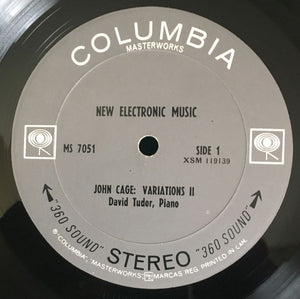 COLUMBIA
MASTERWORKS
NEW ELECTRONIC MUSIC
MS 7051
SIDE 1
XSM 119139
JOHN CAGE: VARIATIONS II
David Tudor, Piano
"360 SOUND" STEREO "360 SOUND"
® COLUMBIA, "MASTERWORKS", MARCAS REG. PRINTED IN U.S.A.